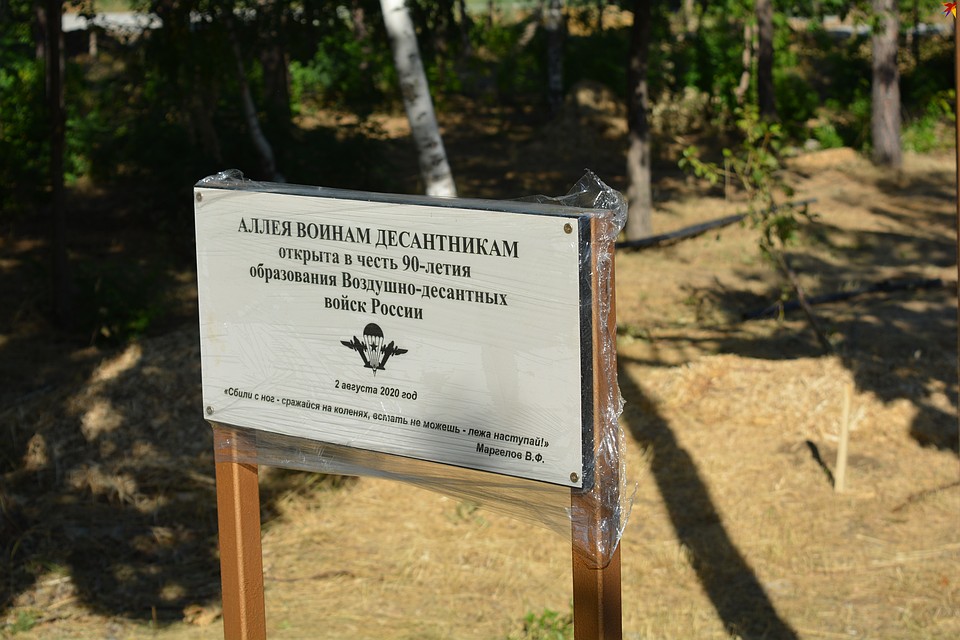 АЛЛЕЯ ВОИНАМ ДЕСАНТНИКАМ
открыта в честь 90-летия
образования Воздушно-десантных
войск России
2 августа 2020 год
«Сбили с ног - сражайся на коленях, встать не можешь - лежа наступай!»
Маргелов В.Ф.